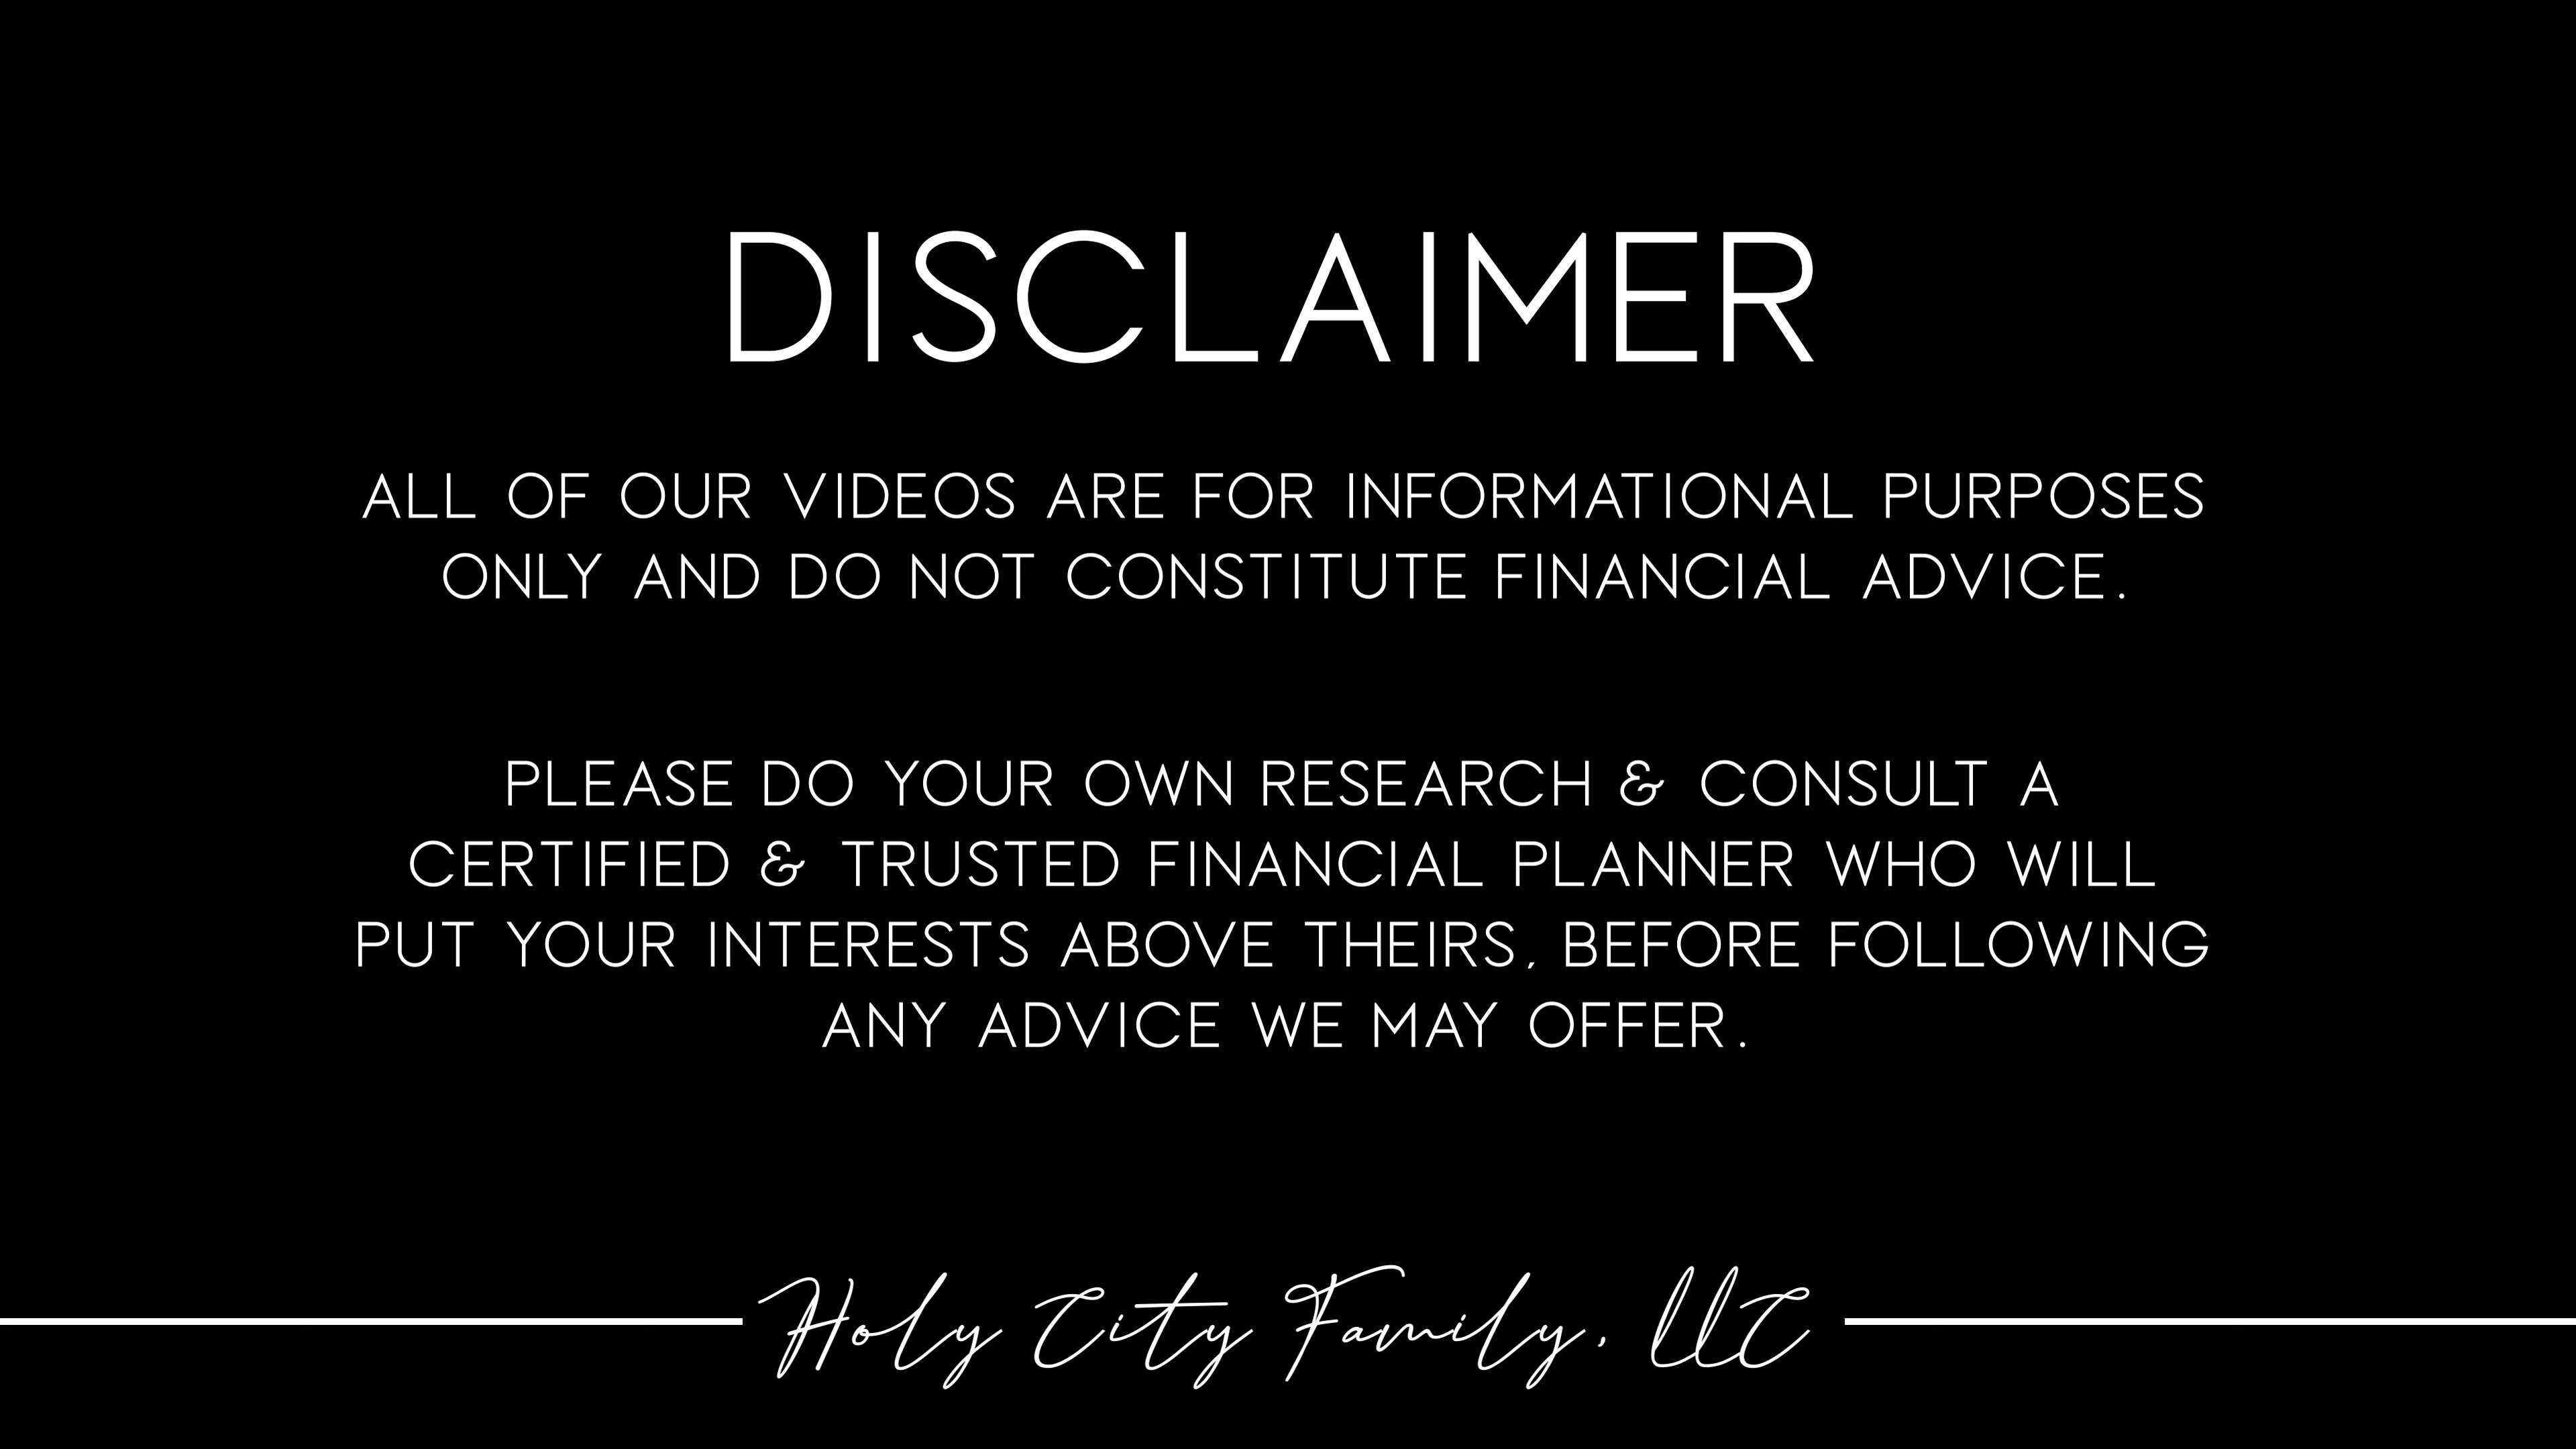 DISCLAIMER
ALL OF OUR VIDEOS ARE FOR INFORMATIONAL PURPOSES
ONLY AND DO NOT CONSTITUTE FINANCIAL ADVICE.
PLEASE DO YOUR OWN RESEARCH & CONSULT A
CERTIFIED & TRUSTED FINANCIAL PLANNER WHO WILL
PUT YOUR INTERESTS ABOVE THEIRS, BEFORE FOLLOWING
ANY ADVICE WE MAY OFFER.
Holy City Family, LLC